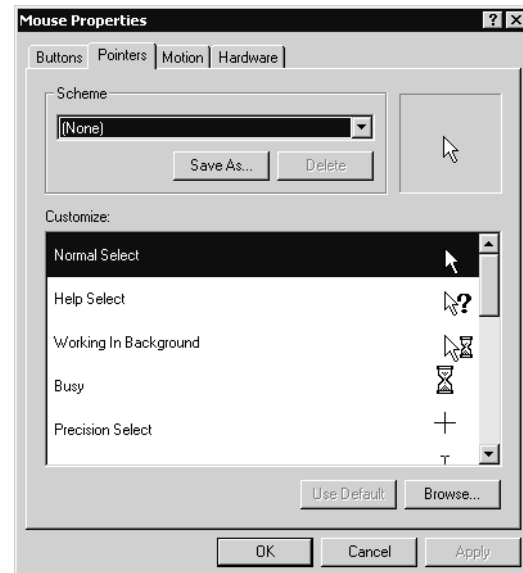 Mouse Properties
Buttons Pointers Motion Hardware
Scheme
(None)
Save As... Delete
Customize:
Normal Select
Help Select
Working In Background
Busy
Precision Select
Use Default Browse...
OK Cancel Apply